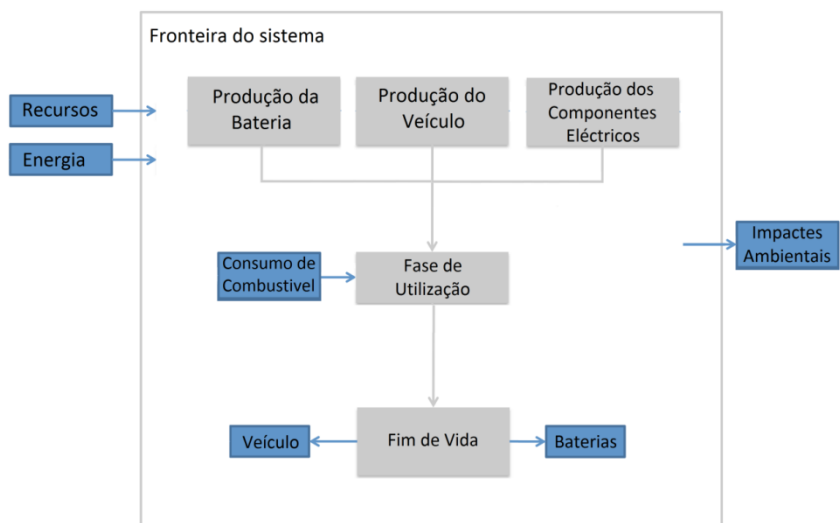 Fronteira do sistema
Recursos
Energia
Produção da
Bateria
Produção do
Veículo
Produção dos
Componentes
Eléctricos
Impactes
Ambientais
Consumo de
Combustivel
Fase de
Utilização
Veículo
Fim de Vida
Baterias